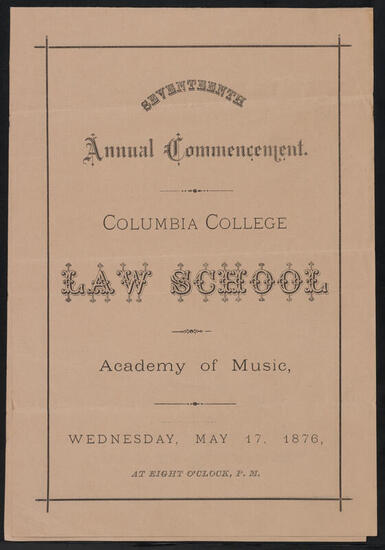 SEVENTEENTH
Annual Commencement.
COLUMBIA COLLEGE
LAW SCHOOL
Academy of Music,
WEDNESDAY, MAY 17, 1876,
AT EIGHT O'CLOCK, P. M.